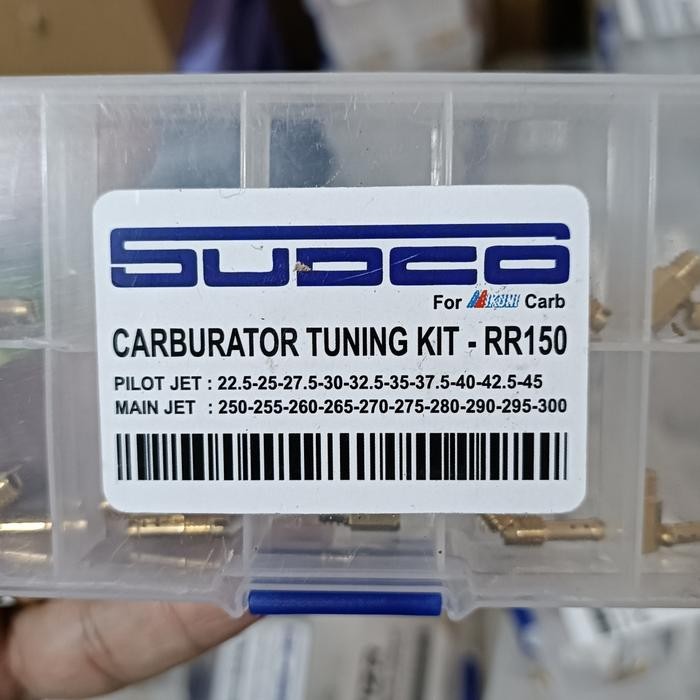 SUDCO
For MIKUNI Carb
CARBURATOR TUNING KIT - RR150
PILOT JET : 22.5-25-27.5-30-32.5-35-37.5-40-42.5-45
MAIN JET : 250-255-260-265-270-275-280-290-295-300